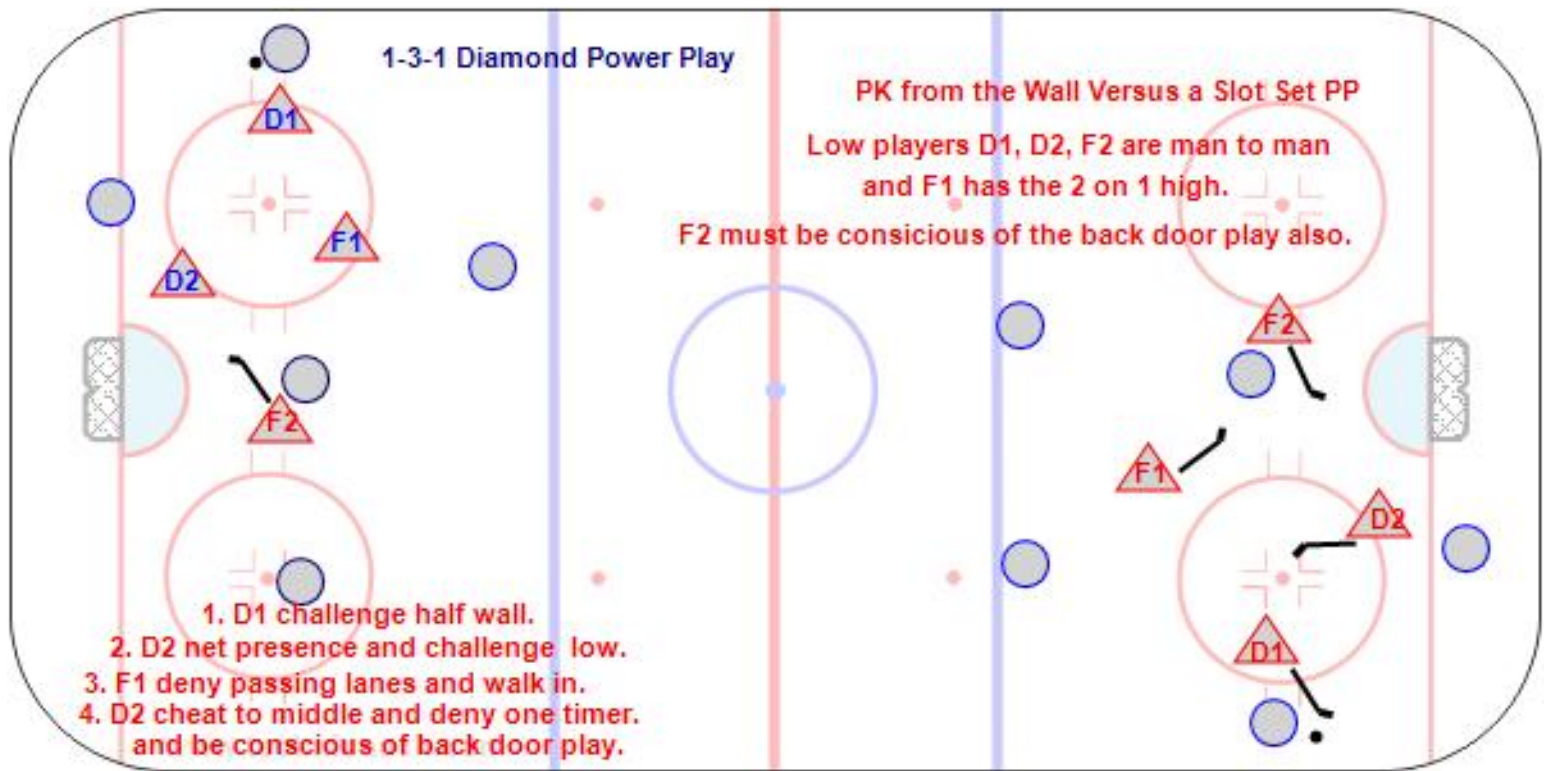 1-3-1 Diamond Power Play
D1
F1
D2
F2
1. D1 challenge half wall.
2. D2 net presence and challenge low.
3. F1 deny passing lanes and walk in.
4. D2 cheat to middle and deny one timer.
and be conscious of back door play.
PK from the Wall Versus a Slot Set PP
Low players D1, D2, F2 are man to man
and F1 has the 2 on 1 high.
F2 must be consicious of the back door play also.
F2
F1
D2
D1